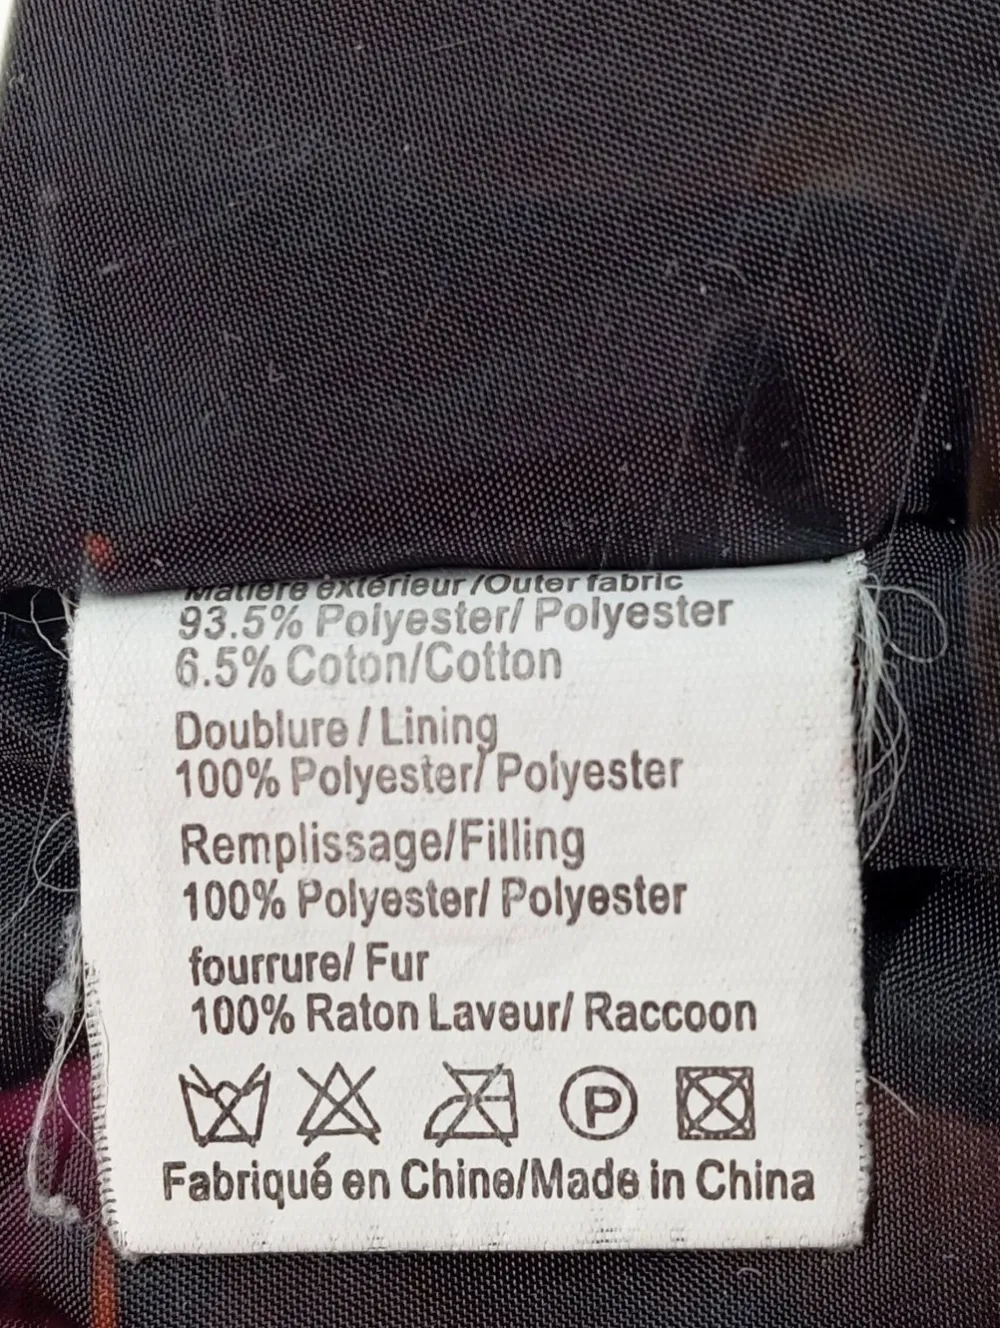 Matière extérieur /Outer fabric
93.5% Polyester/ Polyester
6.5% Coton/Cotton
Doublure / Lining
100% Polyester/ Polyester
Remplissage/Filling
100% Polyester/ Polyester
fourrure/ Fur
100% Raton Laveur/ Raccoon
P
Fabriqué en Chine/Made in China